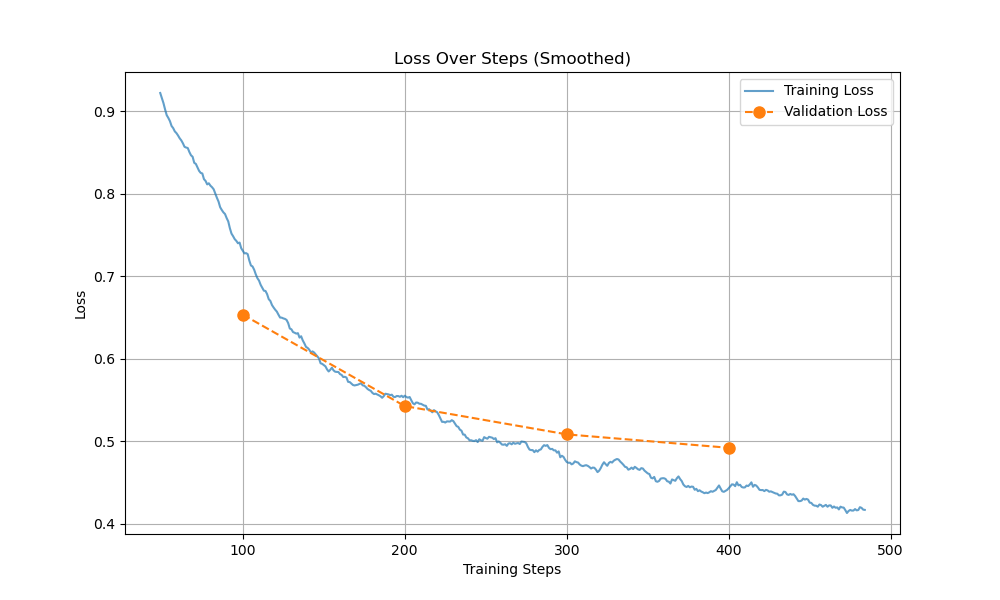 Loss Over Steps (Smoothed)
Training Loss
Validation Loss
0.9
0.8
0.7
0.6
0.5
0.4
Loss
100
200
300
400
500
Training Steps